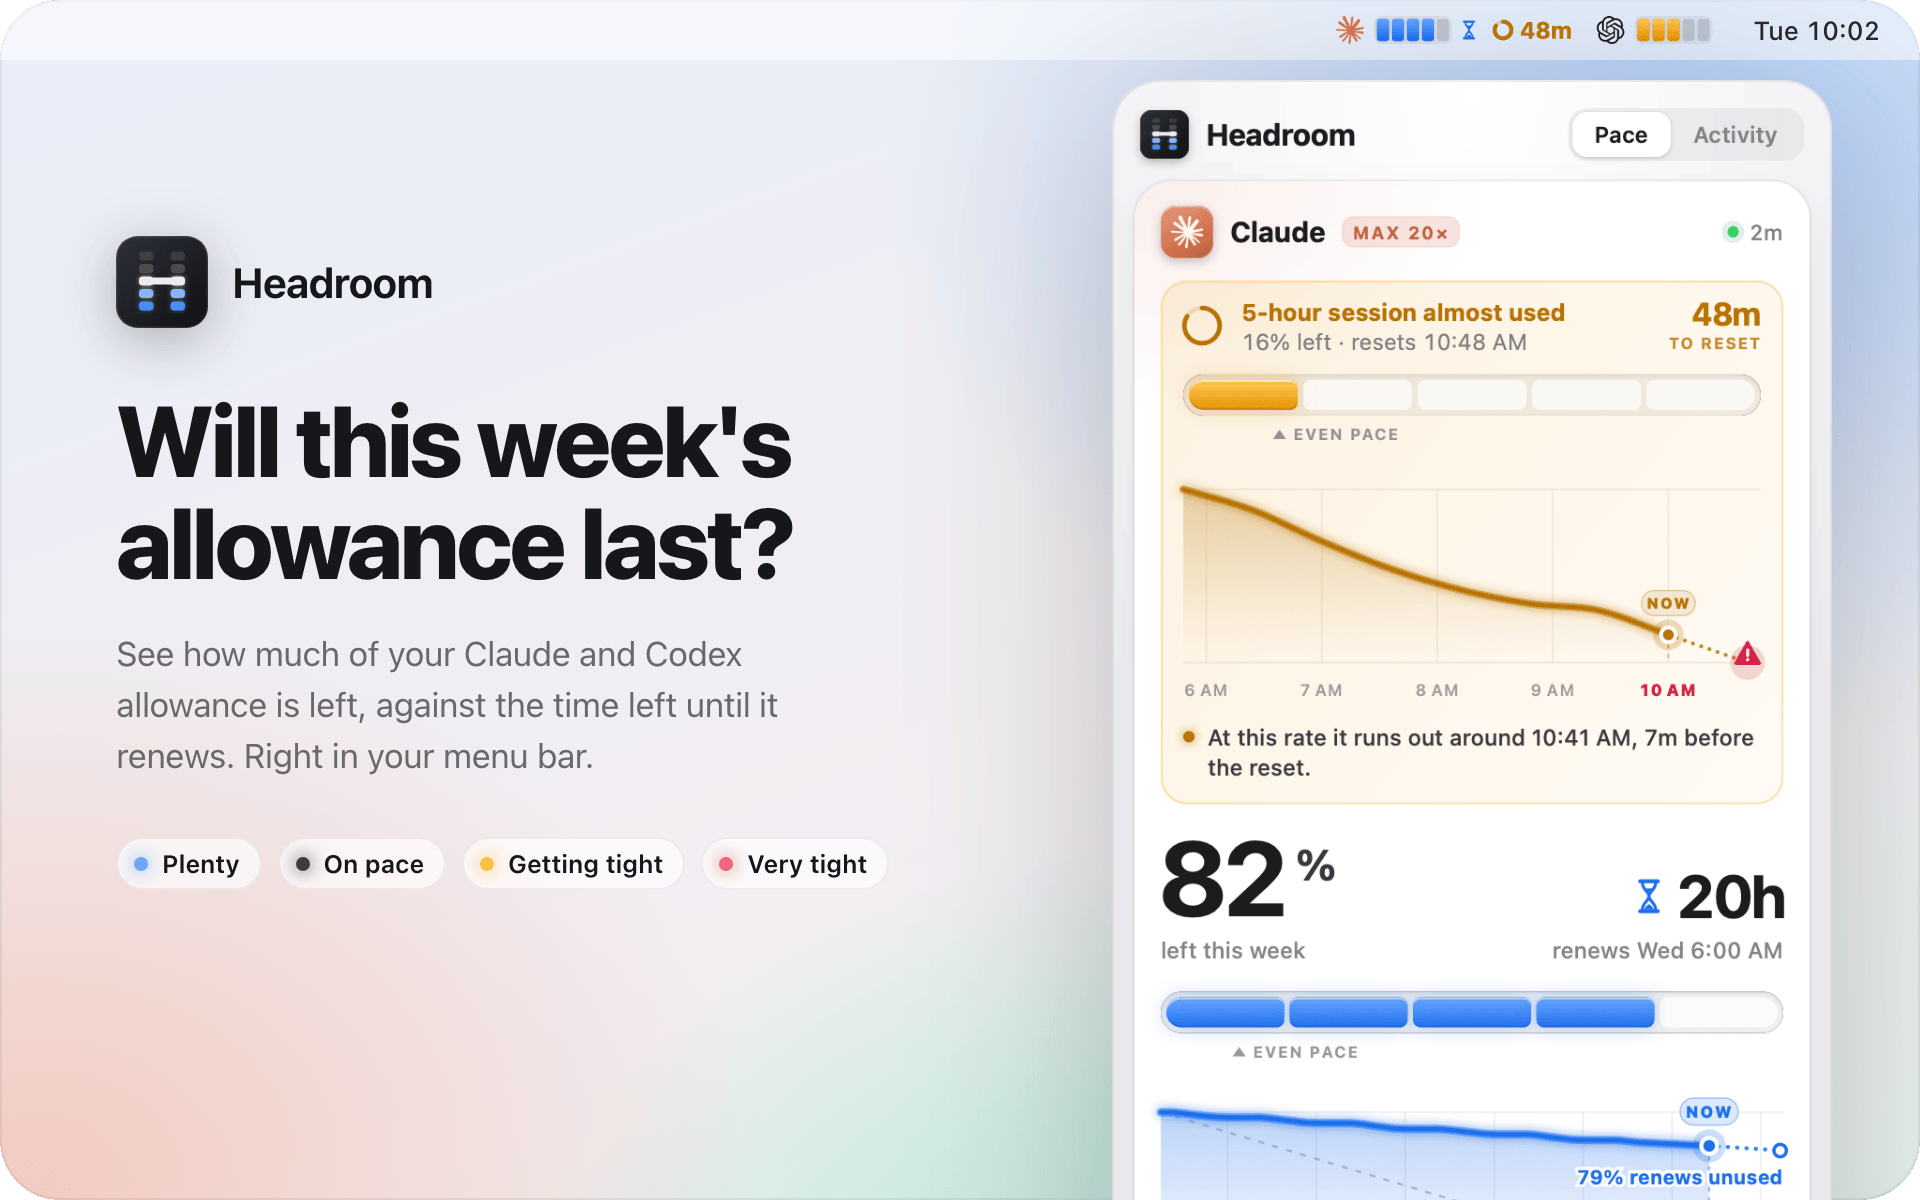 48m
Tue 10:02
Headroom
Will this week's
allowance last?
See how much of your Claude and Codex
allowance is left, against the time left until it
renews. Right in your menu bar.
Plenty
On pace
Getting tight
Very tight
Headroom
Pace
Activity
Claude
MAX 20×
2m
5-hour session almost used
16% left · resets 10:48 AM
48m
TO RESET
▲ EVEN PACE
NOW
6 AM
7 AM
8 AM
9 AM
10 AM
At this rate it runs out around 10:41 AM, 7m before
the reset.
82%
left this week
20h
renews Wed 6:00 AM
▲ EVEN PACE
NOW
79% renews unused